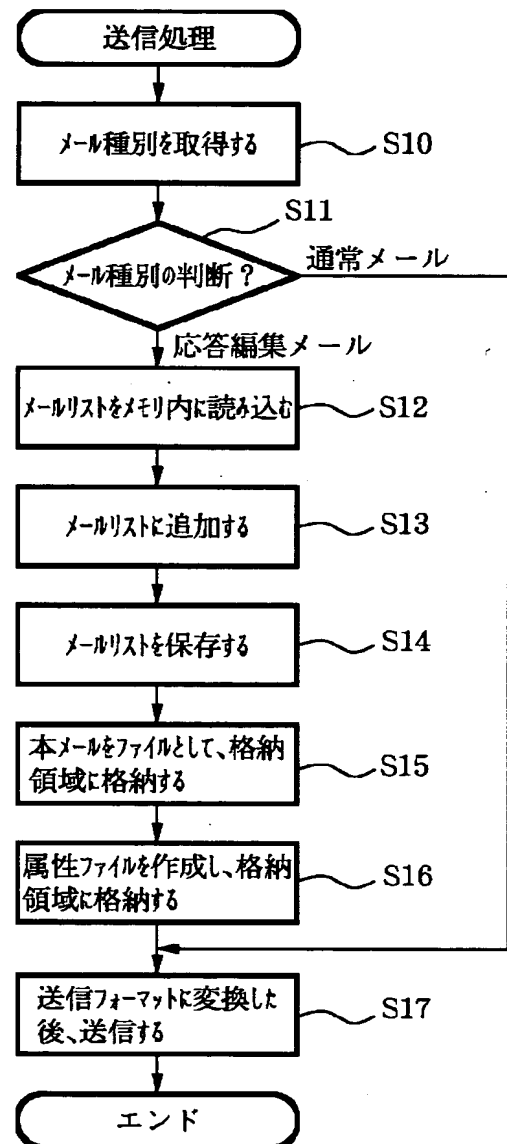 送信処理
メール種別を取得する
S10
S11
メール種別の判断?
通常メール
応答編集メール
メールリストをメモリ内に読み込む
S12
メールリストに追加する
S13
メールリストを保存する
S14
本メールをファイルとして、格納
領域に格納する
S15
属性ファイルを作成し、格納
領域に格納する
S16
送信フォーマットに変換した
後、送信する
S17
エンド